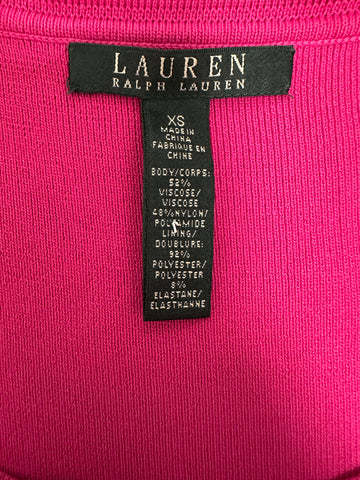 LAUREN
RALPH LAUREN
XS
MADE IN
CHINA
FABRIQUE EN
CHINE
BODY/CORPS:
52%
VISCOSE/
VISCOSE
48%NYLON/
POLYAMIDE
LINING/
DOUBLURE:
92%
POLYESTER/
POLYESTER
8%
ELASTANE/
ELASTHANNE